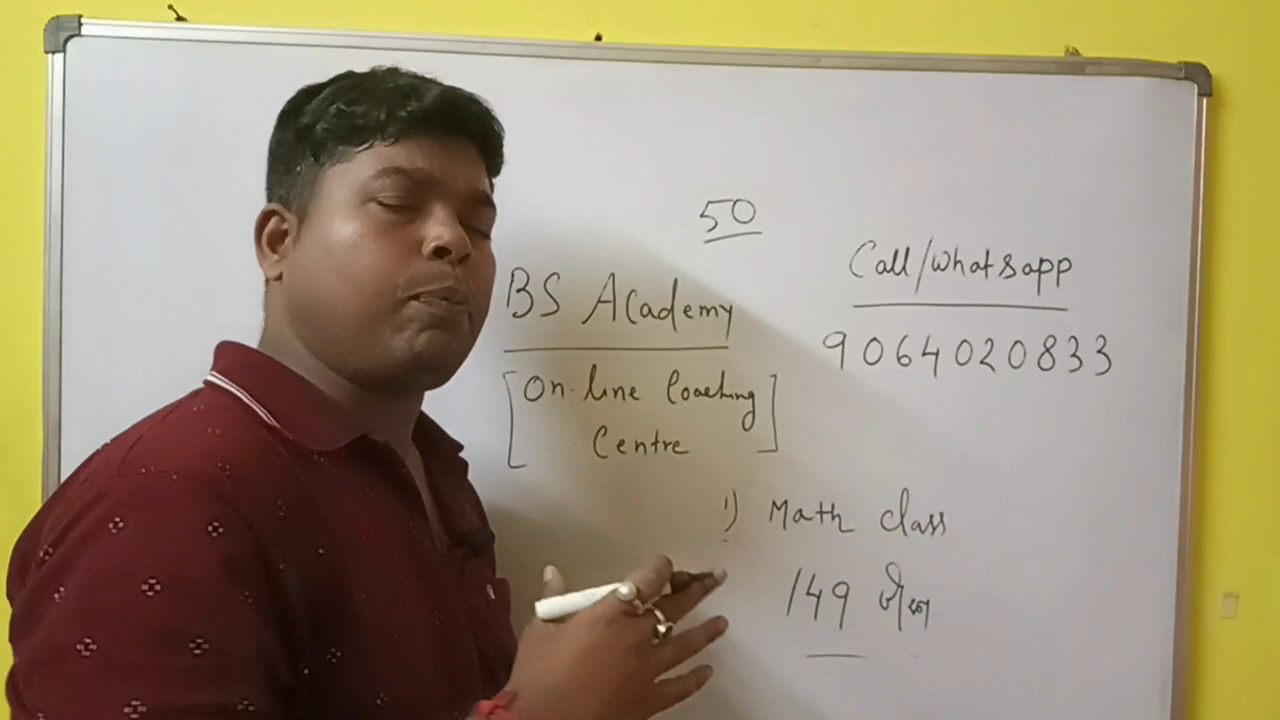 50
BS Academy
[On-line Coaching
Centre]
Call/whatsapp
9064020833
1) Math class
149